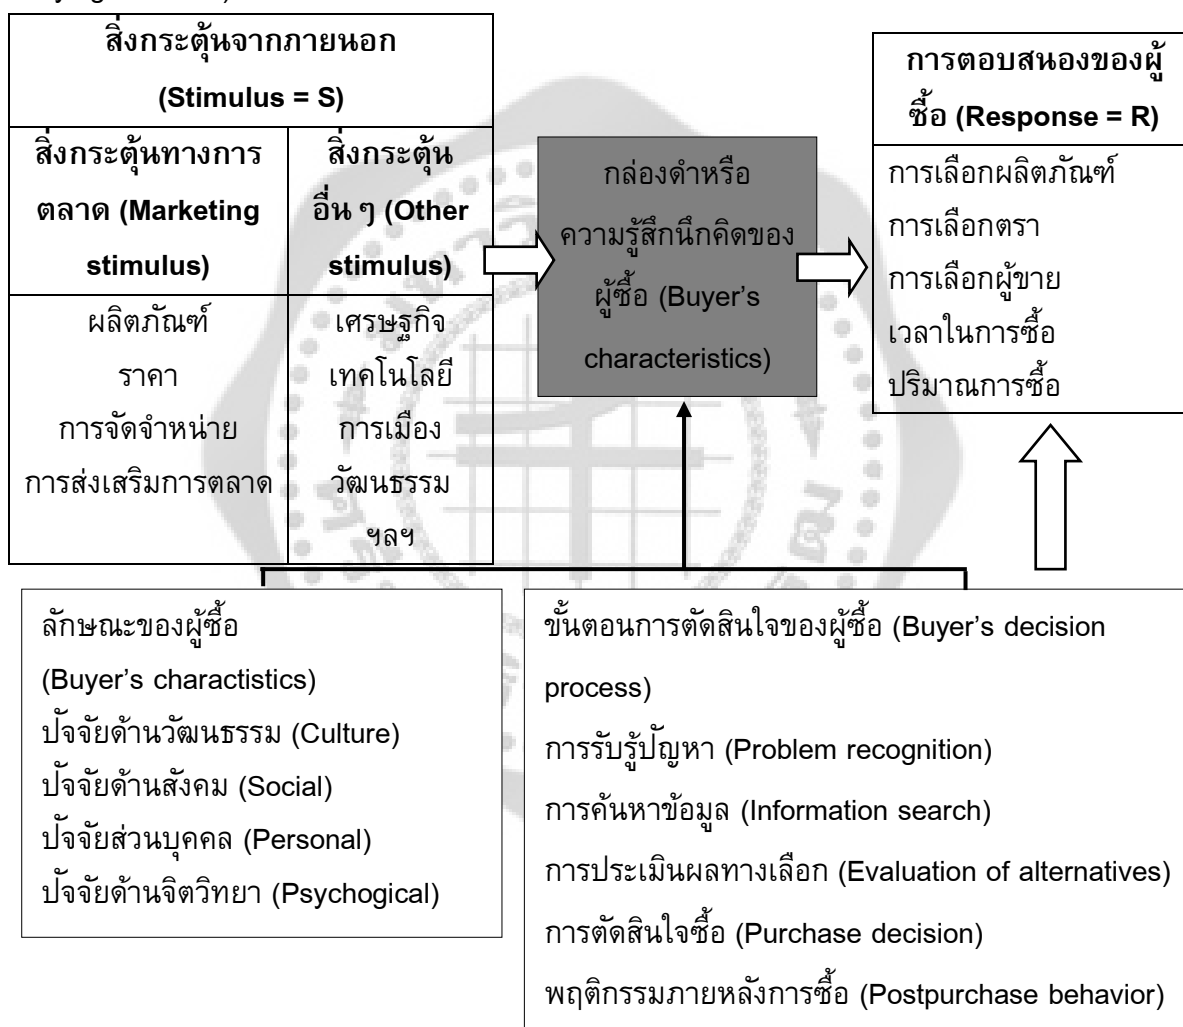 สิ่งกระตุ้นจากภายนอก
(Stimulus = S)
สิ่งกระตุ้นทางการ
ตลาด (Marketing
stimulus)
สิ่งกระตุ้น
อื่น ๆ (Other
stimulus)
ผลิตภัณฑ์
ราคา
การจัดจำหน่าย
การส่งเสริมการตลาด
เศรษฐกิจ
เทคโนโลยี
การเมือง
วัฒนธรรม
ฯลฯ
กล่องดำหรือ
ความรู้สึกนึกคิดของ
ผู้ซื้อ (Buyer's
characteristics)
การตอบสนองของผู้
ซื้อ (Response = R)
การเลือกผลิตภัณฑ์
การเลือกตรา
การเลือกผู้ขาย
เวลาในการซื้อ
ปริมาณการซื้อ
ลักษณะของผู้ซื้อ
(Buyer's charactistics)
ปัจจัยด้านวัฒนธรรม (Culture)
ปัจจัยด้านสังคม (Social)
ปัจจัยส่วนบุคคล (Personal)
ปัจจัยด้านจิตวิทยา (Psychogical)
ขั้นตอนการตัดสินใจของผู้ซื้อ (Buyer's decision
process)
การรับรู้ปัญหา (Problem recognition)
การค้นหาข้อมูล (Information search)
การประเมินผลทางเลือก (Evaluation of alternatives)
การตัดสินใจซื้อ (Purchase decision)
พฤติกรรมภายหลังการซื้อ (Postpurchase behavior)